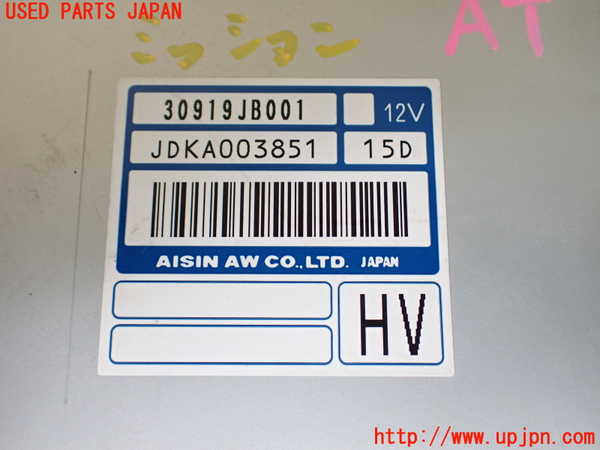 USED PARTS JAPAN
ミッション
AT
30919JB001
12V
JDKA003851
15D
AISIN AW CO.,LTD. JAPAN
HV
http://www.upjpn.com/